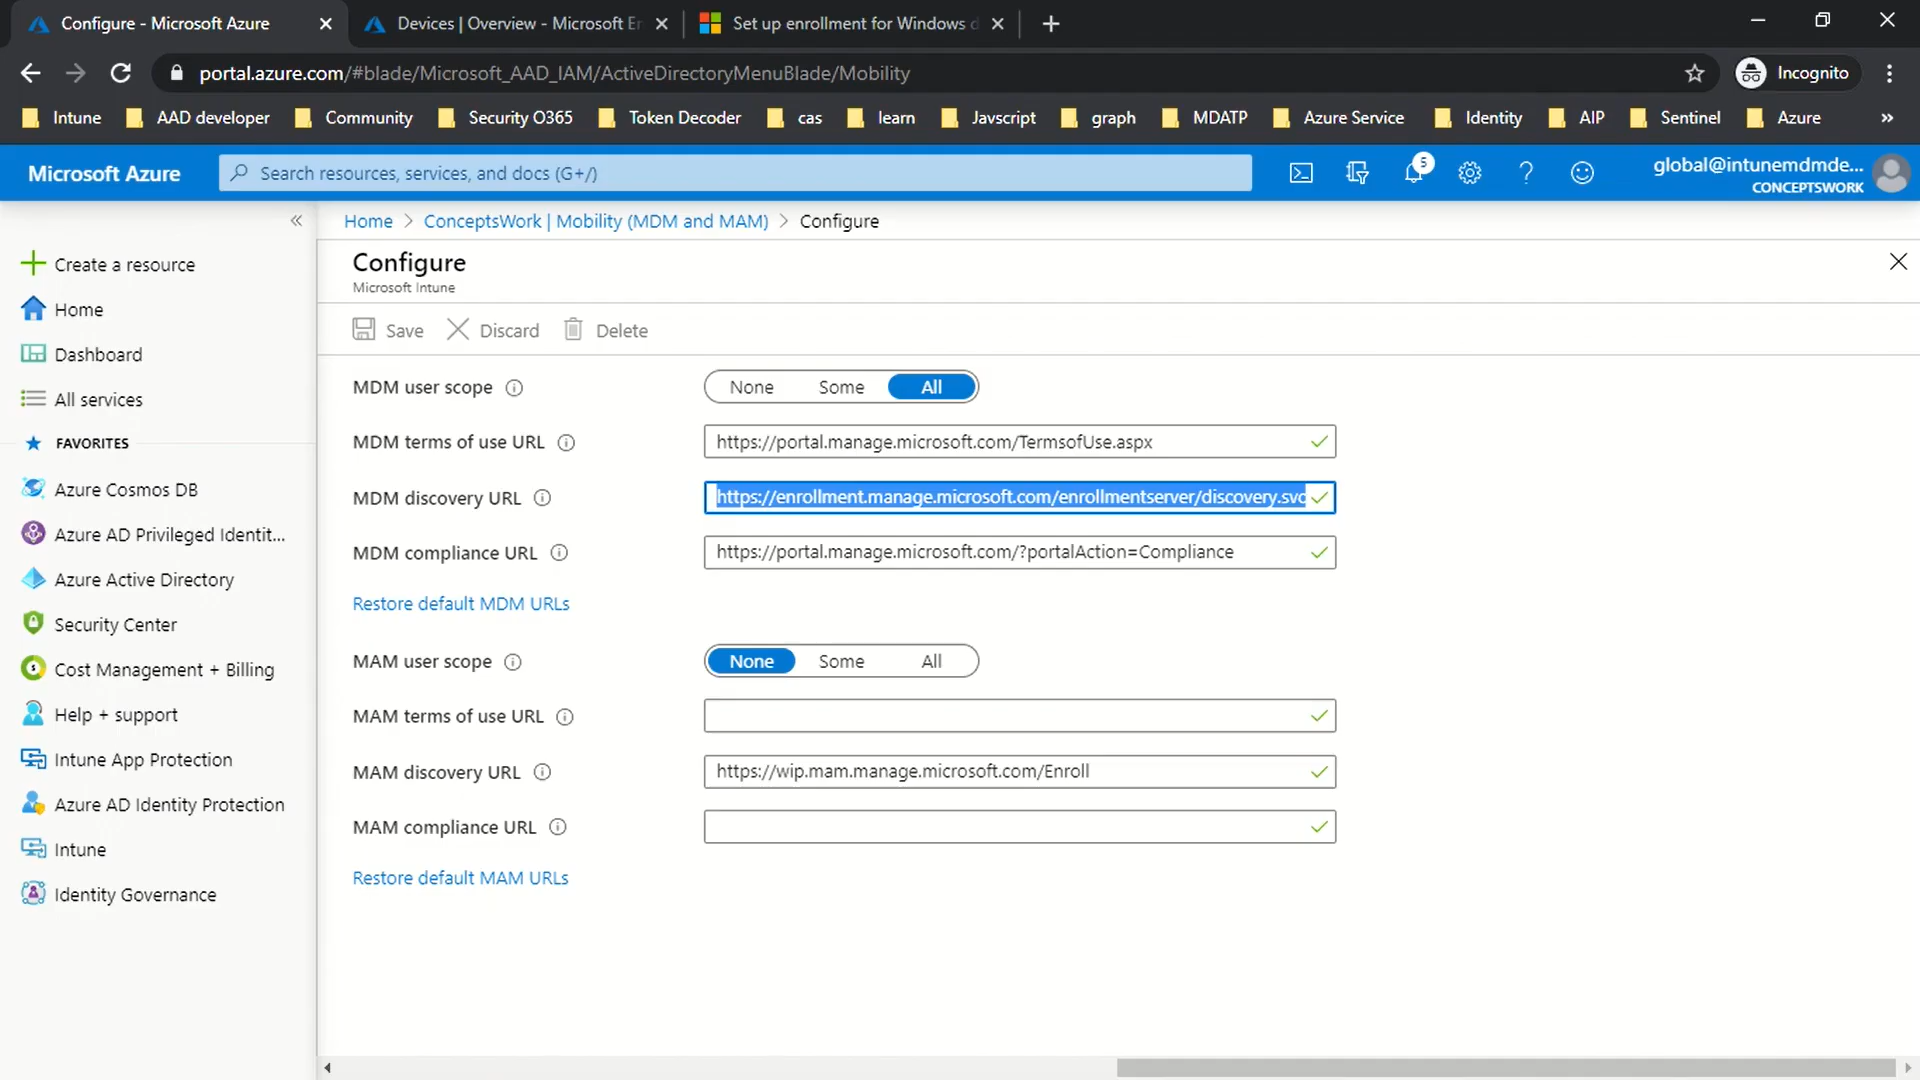 Configure - Microsoft Azure
Devices | Overview - Microsoft En
Set up enrollment for Windows d
portal.azure.com/#blade/Microsoft_AAD_IAM/ActiveDirectoryMenuBlade/Mobility
Incognito
Intune
AAD developer
Community
Security O365
Token Decoder
cas
learn
Javscript
graph
MDATP
Azure Service
Identity
AIP
Sentinel
Azure
»
Microsoft Azure
Search resources, services, and docs (G+/)
5
global@intunemdmde...
CONCEPTSWORK
Home > ConceptsWork | Mobility (MDM and MAM) > Configure
Create a resource
Home
Dashboard
All services
FAVORITES
Azure Cosmos DB
Azure AD Privileged Identit...
Azure Active Directory
Security Center
Cost Management + Billing
Help + support
Intune App Protection
Azure AD Identity Protection
Intune
Identity Governance
Configure
Microsoft Intune
Save
Discard
Delete
MDM user scope
None Some All
MDM terms of use URL
https://portal.manage.microsoft.com/TermsofUse.aspx
MDM discovery URL
https://enrollment.manage.microsoft.com/enrollmentserver/discovery.svc
MDM compliance URL
https://portal.manage.microsoft.com/?portalAction=Compliance
Restore default MDM URLs
MAM user scope
None Some All
MAM terms of use URL
MAM discovery URL
https://wip.mam.manage.microsoft.com/Enroll
MAM compliance URL
Restore default MAM URLs